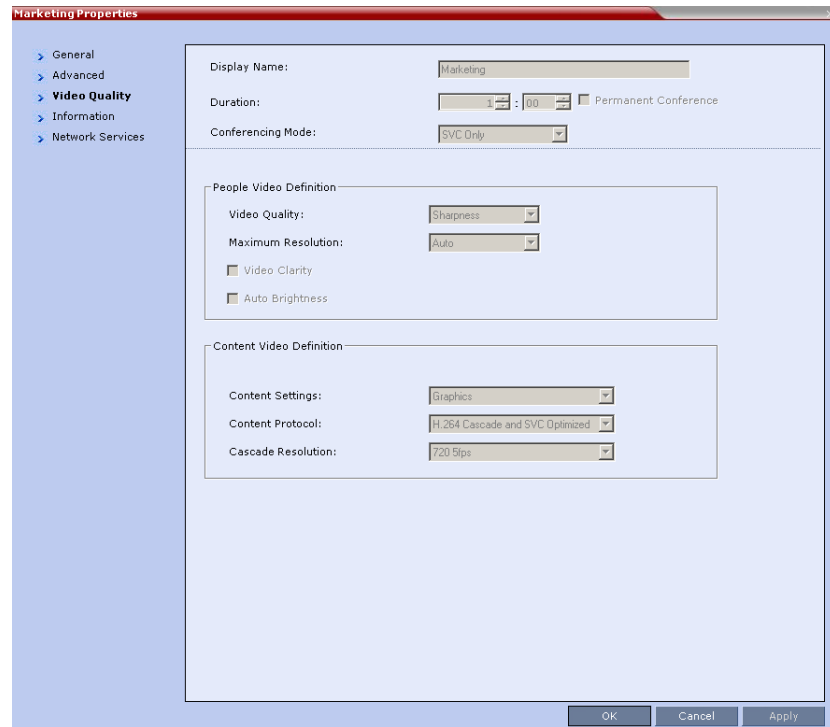 Marketing Properties
General
Advanced
Video Quality
Information
Network Services
Display Name: Marketing
Duration: 1 : 00 Permanent Conference
Conferencing Mode: SVC Only
People Video Definition
Video Quality: Sharpness
Maximum Resolution: Auto
Video Clarity
Auto Brightness
Content Video Definition
Content Settings: Graphics
Content Protocol: H.264 Cascade and SVC Optimized
Cascade Resolution: 720 5fps
OK Cancel Apply